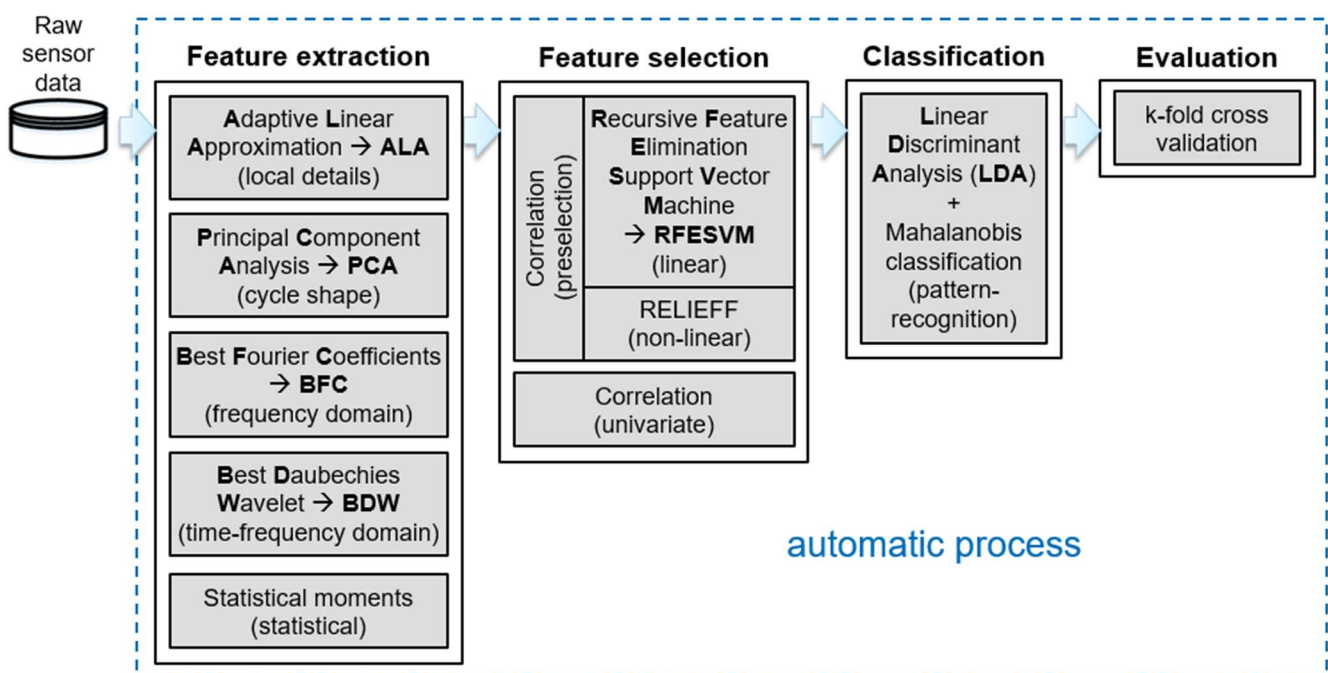 Raw
sensor
data
Feature extraction
Adaptive Linear
Approximation → ALA
(local details)
Principal Component
Analysis → PCA
(cycle shape)
Best Fourier Coefficients
→ BFC
(frequency domain)
Best Daubechies
Wavelet → BDW
(time-frequency domain)
Statistical moments
(statistical)
Feature selection
Correlation
(preselection)
Recursive Feature
Elimination
Support Vector
Machine
→ RFESVM
(linear)
RELIEFF
(non-linear)
Correlation
(univariate)
Classification
Linear
Discriminant
Analysis (LDA)
+
Mahalanobis
classification
(pattern-
recognition)
Evaluation
k-fold cross
validation
automatic process